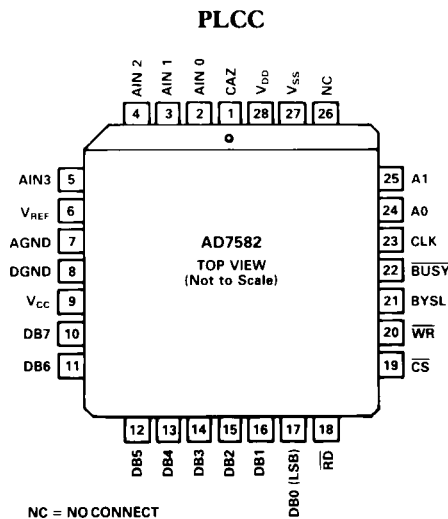 PLCC
AIN 2
AIN 1
AIN 0
CAZ
VDD
VSS
NC
4 3 2 1 28 27 26
AIN3 5
VREF 6
AGND 7
DGND 8
VCC 9
DB7 10
DB6 11
AD7582
TOP VIEW
(Not to Scale)
25 A1
24 A0
23 CLK
22 BUSY
21 BYSL
20 WR
19 CS
12 13 14 15 16 17 18
DB5
DB4
DB3
DB2
DB1
DB0 (LSB)
RD
NC = NO CONNECT